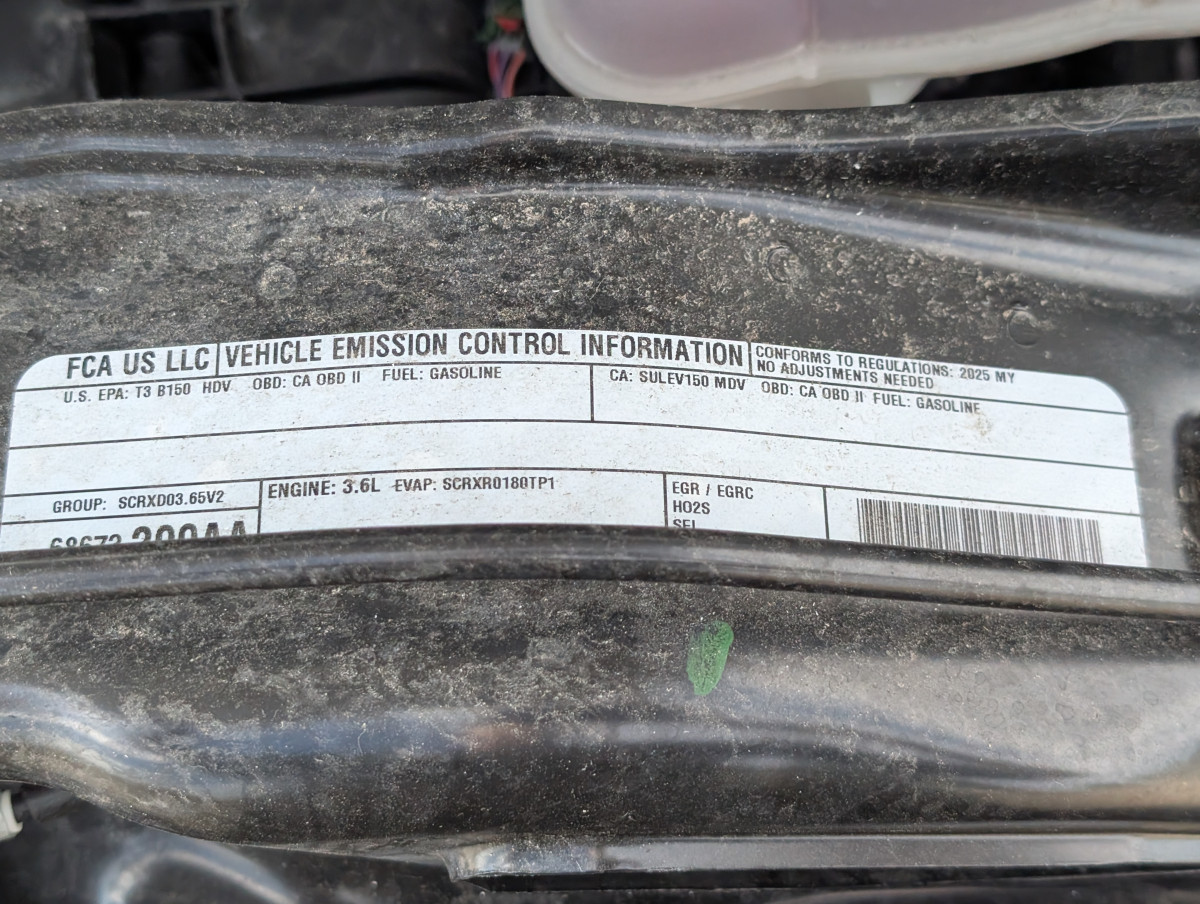 FCA US LLC VEHICLE EMISSION CONTROL INFORMATION CONFORMS TO REGULATIONS: 2025 MY
NO ADJUSTMENTS NEEDED
U.S. EPA: T3 B150 HDV OBD: CA OBD II FUEL: GASOLINE
CA: SULEV150 MDV OBD: CA OBD II FUEL: GASOLINE
GROUP: SCRXD03.65V2
ENGINE: 3.6L EVAP: SCRXR0180TP1
EGR / EGRC
HO2S
SFI